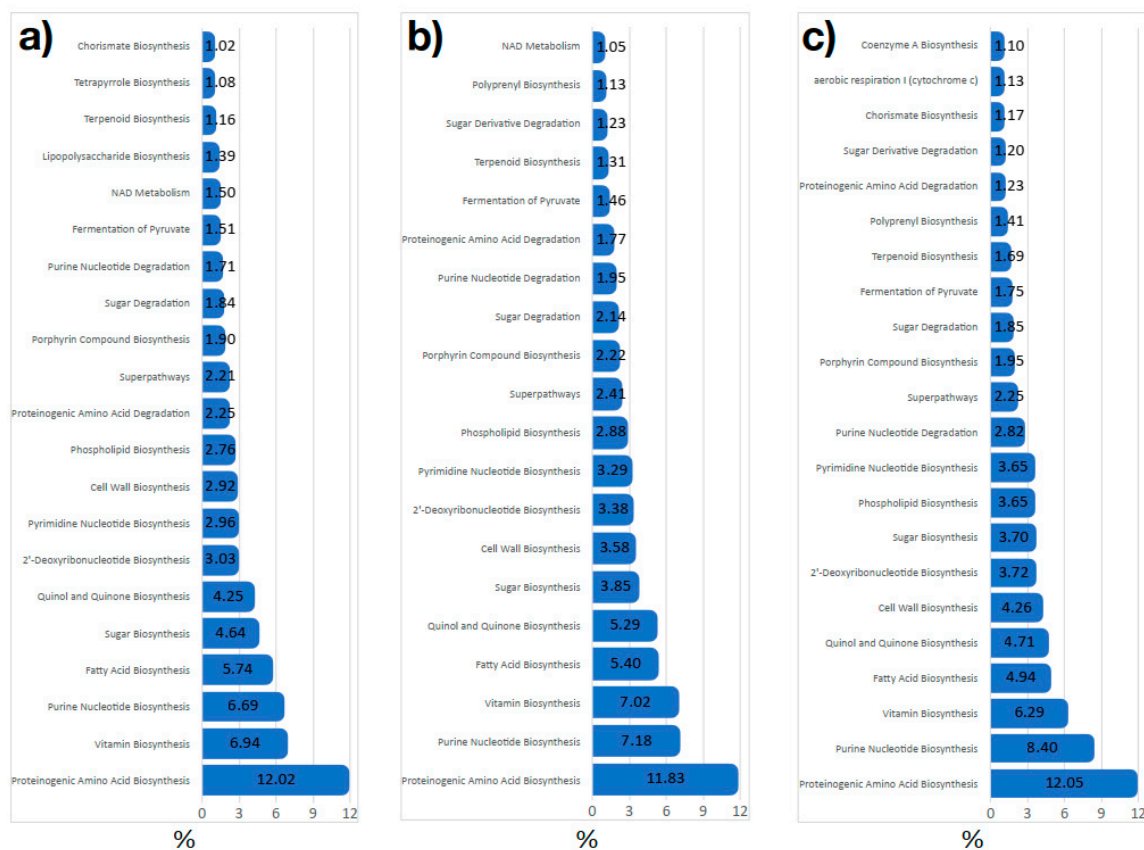 a)
Chorismate Biosynthesis 1.02
Tetrapyrrole Biosynthesis 1.08
Terpenoid Biosynthesis 1.16
Lipopolysaccharide Biosynthesis 1.39
NAD Metabolism 1.50
Fermentation of Pyruvate 1.51
Purine Nucleotide Degradation 1.71
Sugar Degradation 1.84
Porphyrin Compound Biosynthesis 1.90
Superpathways 2.21
Proteinogenic Amino Acid Degradation 2.25
Phospholipid Biosynthesis 2.76
Cell Wall Biosynthesis 2.92
Pyrimidine Nucleotide Biosynthesis 2.96
2'-Deoxyribonucleotide Biosynthesis 3.03
Quinol and Quinone Biosynthesis 4.25
Sugar Biosynthesis 4.64
Fatty Acid Biosynthesis 5.74
Purine Nucleotide Biosynthesis 6.69
Vitamin Biosynthesis 6.94
Proteinogenic Amino Acid Biosynthesis 12.02
0 3 6 9 12
%
b)
NAD Metabolism 1.05
Polyprenyl Biosynthesis 1.13
Sugar Derivative Degradation 1.23
Terpenoid Biosynthesis 1.31
Fermentation of Pyruvate 1.46
Proteinogenic Amino Acid Degradation 1.77
Purine Nucleotide Degradation 1.95
Sugar Degradation 2.14
Porphyrin Compound Biosynthesis 2.22
Superpathways 2.41
Phospholipid Biosynthesis 2.88
Pyrimidine Nucleotide Biosynthesis 3.29
2'-Deoxyribonucleotide Biosynthesis 3.38
Cell Wall Biosynthesis 3.58
Sugar Biosynthesis 3.85
Quinol and Quinone Biosynthesis 5.29
Fatty Acid Biosynthesis 5.40
Vitamin Biosynthesis 7.02
Purine Nucleotide Biosynthesis 7.18
Proteinogenic Amino Acid Biosynthesis 11.83
0 3 6 9 12
%
c)
Coenzyme A Biosynthesis 1.10
aerobic respiration I (cytochrome c) 1.13
Chorismate Biosynthesis 1.17
Sugar Derivative Degradation 1.20
Proteinogenic Amino Acid Degradation 1.23
Polyprenyl Biosynthesis 1.41
Terpenoid Biosynthesis 1.69
Fermentation of Pyruvate 1.75
Sugar Degradation 1.85
Porphyrin Compound Biosynthesis 1.95
Superpathways 2.25
Purine Nucleotide Degradation 2.82
Pyrimidine Nucleotide Biosynthesis 3.65
Phospholipid Biosynthesis 3.65
Sugar Biosynthesis 3.70
2'-Deoxyribonucleotide Biosynthesis 3.72
Cell Wall Biosynthesis 4.26
Quinol and Quinone Biosynthesis 4.71
Fatty Acid Biosynthesis 4.94
Vitamin Biosynthesis 6.29
Purine Nucleotide Biosynthesis 8.40
Proteinogenic Amino Acid Biosynthesis 12.05
0 3 6 9 12
%